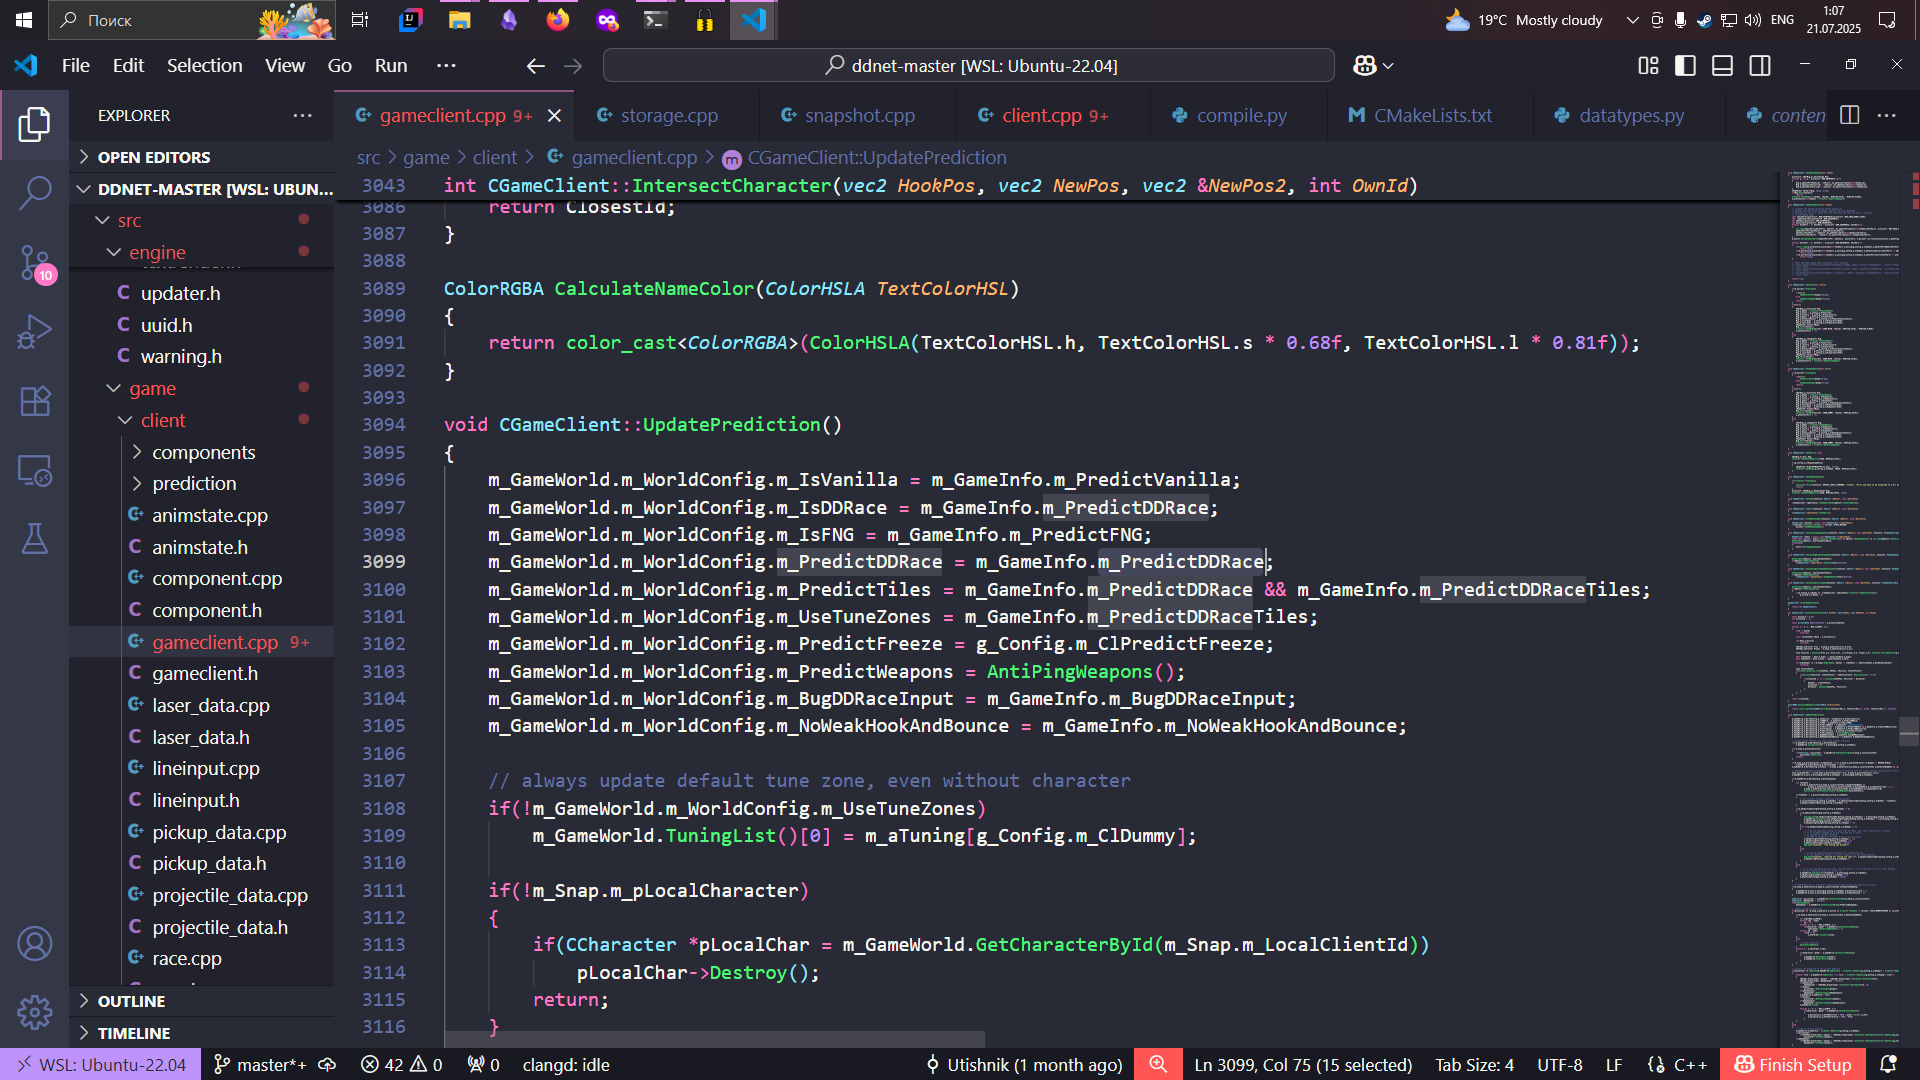 Поиск
19°C Mostly cloudy
ENG
1:07
21.07.2025
File Edit Selection View Go Run ···
ddnet-master [WSL: Ubuntu-22.04]
EXPLORER
gameclient.cpp 9+
storage.cpp
snapshot.cpp
client.cpp 9+
compile.py
CMakeLists.txt
datatypes.py
conten
OPEN EDITORS
DDNET-MASTER [WSL: UBUN...
src
engine
updater.h
uuid.h
warning.h
game
client
components
prediction
animstate.cpp
animstate.h
component.cpp
component.h
gameclient.cpp 9+
gameclient.h
laser_data.cpp
laser_data.h
lineinput.cpp
lineinput.h
pickup_data.cpp
pickup_data.h
projectile_data.cpp
projectile_data.h
race.cpp
OUTLINE
TIMELINE
10
src > game > client > gameclient.cpp > CGameClient::UpdatePrediction
3043 int CGameClient::IntersectCharacter(vec2 HookPos, vec2 NewPos, vec2 &NewPos2, int OwnId)
3086 return ClosestId;
3087 }
3088
3089 ColorRGBA CalculateNameColor(ColorHSLA TextColorHSL)
3090 {
3091 return color_cast<ColorRGBA>(ColorHSLA(TextColorHSL.h, TextColorHSL.s * 0.68f, TextColorHSL.l * 0.81f));
3092 }
3093
3094 void CGameClient::UpdatePrediction()
3095 {
3096 m_GameWorld.m_WorldConfig.m_IsVanilla = m_GameInfo.m_PredictVanilla;
3097 m_GameWorld.m_WorldConfig.m_IsDDRace = m_GameInfo.m_PredictDDRace;
3098 m_GameWorld.m_WorldConfig.m_IsFNG = m_GameInfo.m_PredictFNG;
3099 m_GameWorld.m_WorldConfig.m_PredictDDRace = m_GameInfo.m_PredictDDRace;
3100 m_GameWorld.m_WorldConfig.m_PredictTiles = m_GameInfo.m_PredictDDRace && m_GameInfo.m_PredictDDRaceTiles;
3101 m_GameWorld.m_WorldConfig.m_UseTuneZones = m_GameInfo.m_PredictDDRaceTiles;
3102 m_GameWorld.m_WorldConfig.m_PredictFreeze = g_Config.m_ClPredictFreeze;
3103 m_GameWorld.m_WorldConfig.m_PredictWeapons = AntiPingWeapons();
3104 m_GameWorld.m_WorldConfig.m_BugDDRaceInput = m_GameInfo.m_BugDDRaceInput;
3105 m_GameWorld.m_WorldConfig.m_NoWeakHookAndBounce = m_GameInfo.m_NoWeakHookAndBounce;
3106
3107 // always update default tune zone, even without character
3108 if(!m_GameWorld.m_WorldConfig.m_UseTuneZones)
3109 m_GameWorld.TuningList()[0] = m_aTuning[g_Config.m_ClDummy];
3110
3111 if(!m_Snap.m_pLocalCharacter)
3112 {
3113 if(CCharacter *pLocalChar = m_GameWorld.GetCharacterById(m_Snap.m_LocalClientId))
3114 pLocalChar->Destroy();
3115 return;
3116 }
WSL: Ubuntu-22.04
master*+
42 0
0
clangd: idle
Utishnik (1 month ago)
Ln 3099, Col 75 (15 selected)
Tab Size: 4
UTF-8
LF
C++
Finish Setup